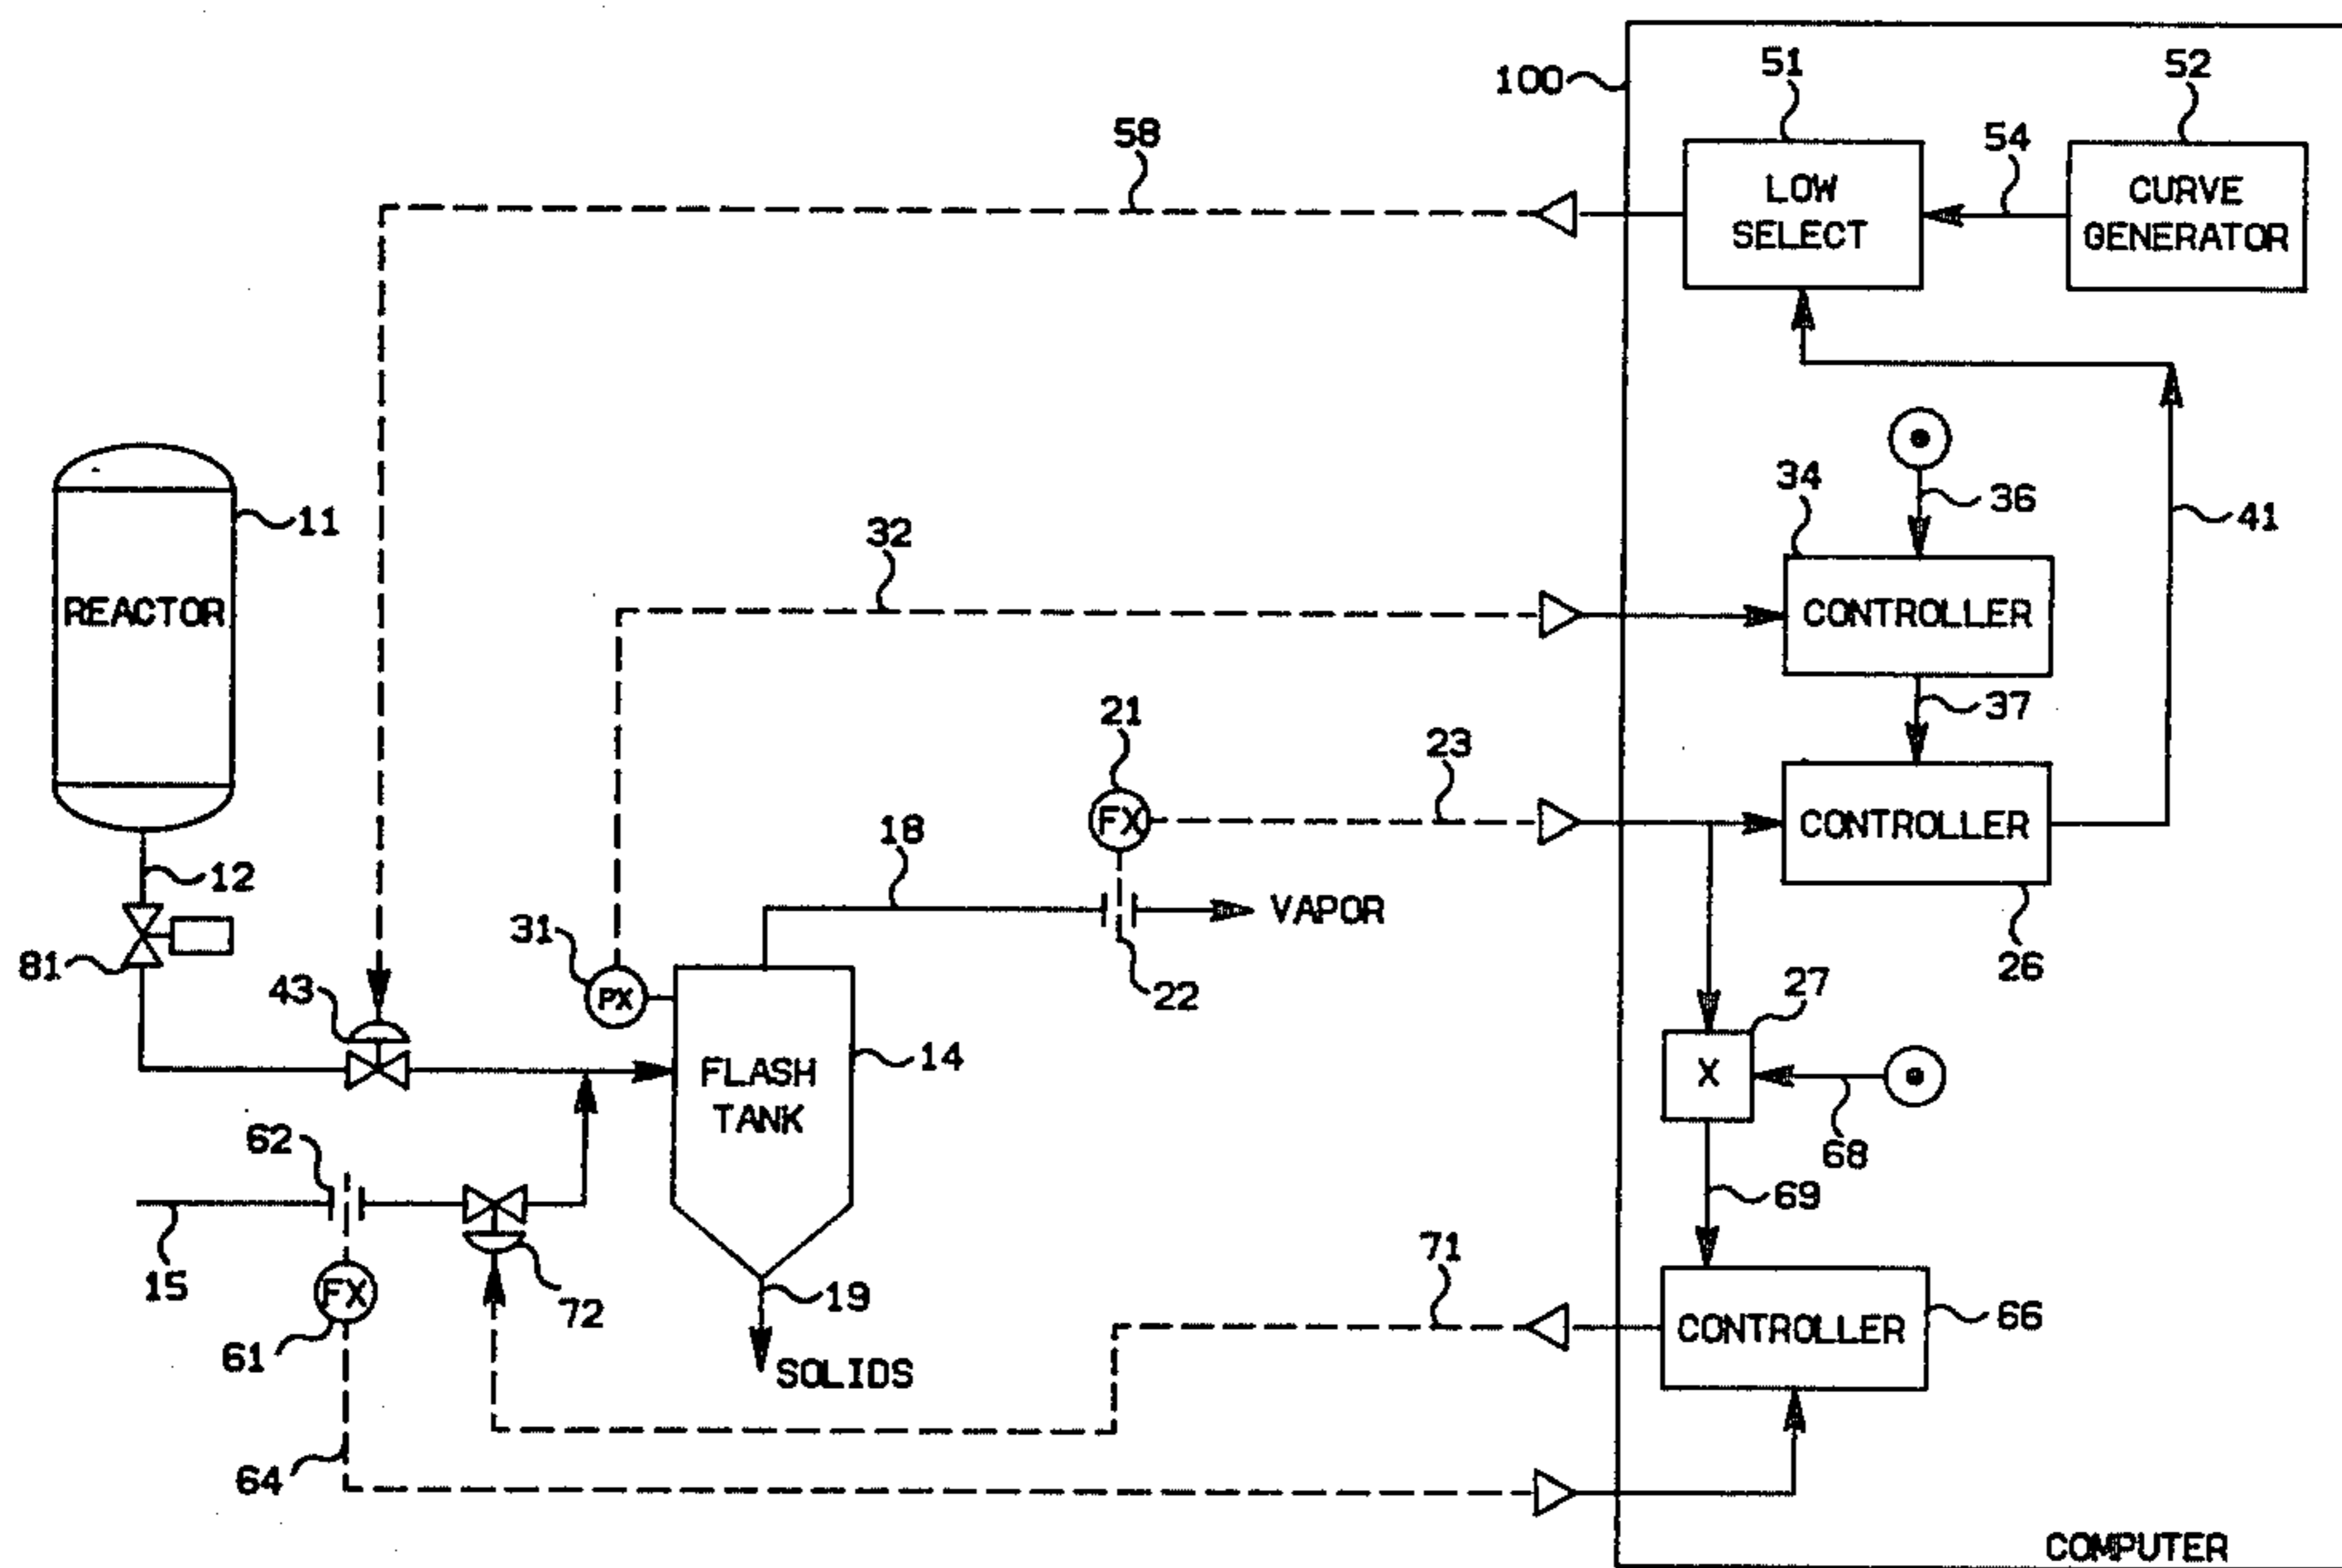 100
51
52
58
54
LOW
SELECT
CURVE
GENERATOR
34
36
41
11
32
REACTOR
CONTROLLER
37
21
23
FX
CONTROLLER
18
12
VAPOR
31
81
43
PX
22
26
27
14
FLASH
TANK
X
62
68
69
15
FX
72
19
71
61
SOLIDS
CONTROLLER
66
64
COMPUTER